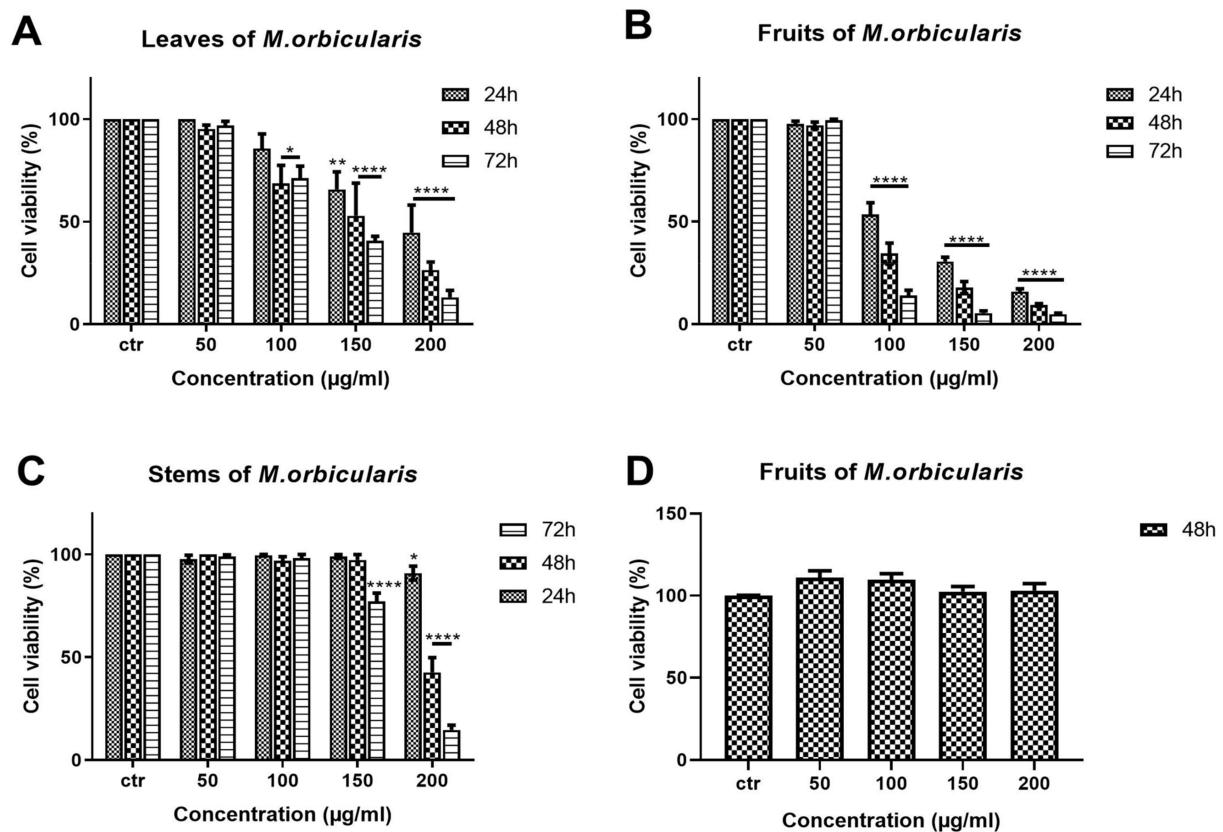 A
Leaves of M.orbicularis
Cell viability (%)
100
50
0
24h
48h
72h
*
**
****
****
ctr 50 100 150 200
Concentration (µg/ml)
B
Fruits of M.orbicularis
Cell viability (%)
100
50
0
24h
48h
72h
****
****
****
ctr 50 100 150 200
Concentration (µg/ml)
C
Stems of M.orbicularis
Cell viability (%)
100
50
0
72h
48h
24h
****
*
****
ctr 50 100 150 200
Concentration (µg/ml)
D
Fruits of M.orbicularis
Cell viability (%)
150
100
50
0
48h
ctr 50 100 150 200
Concentration (µg/ml)